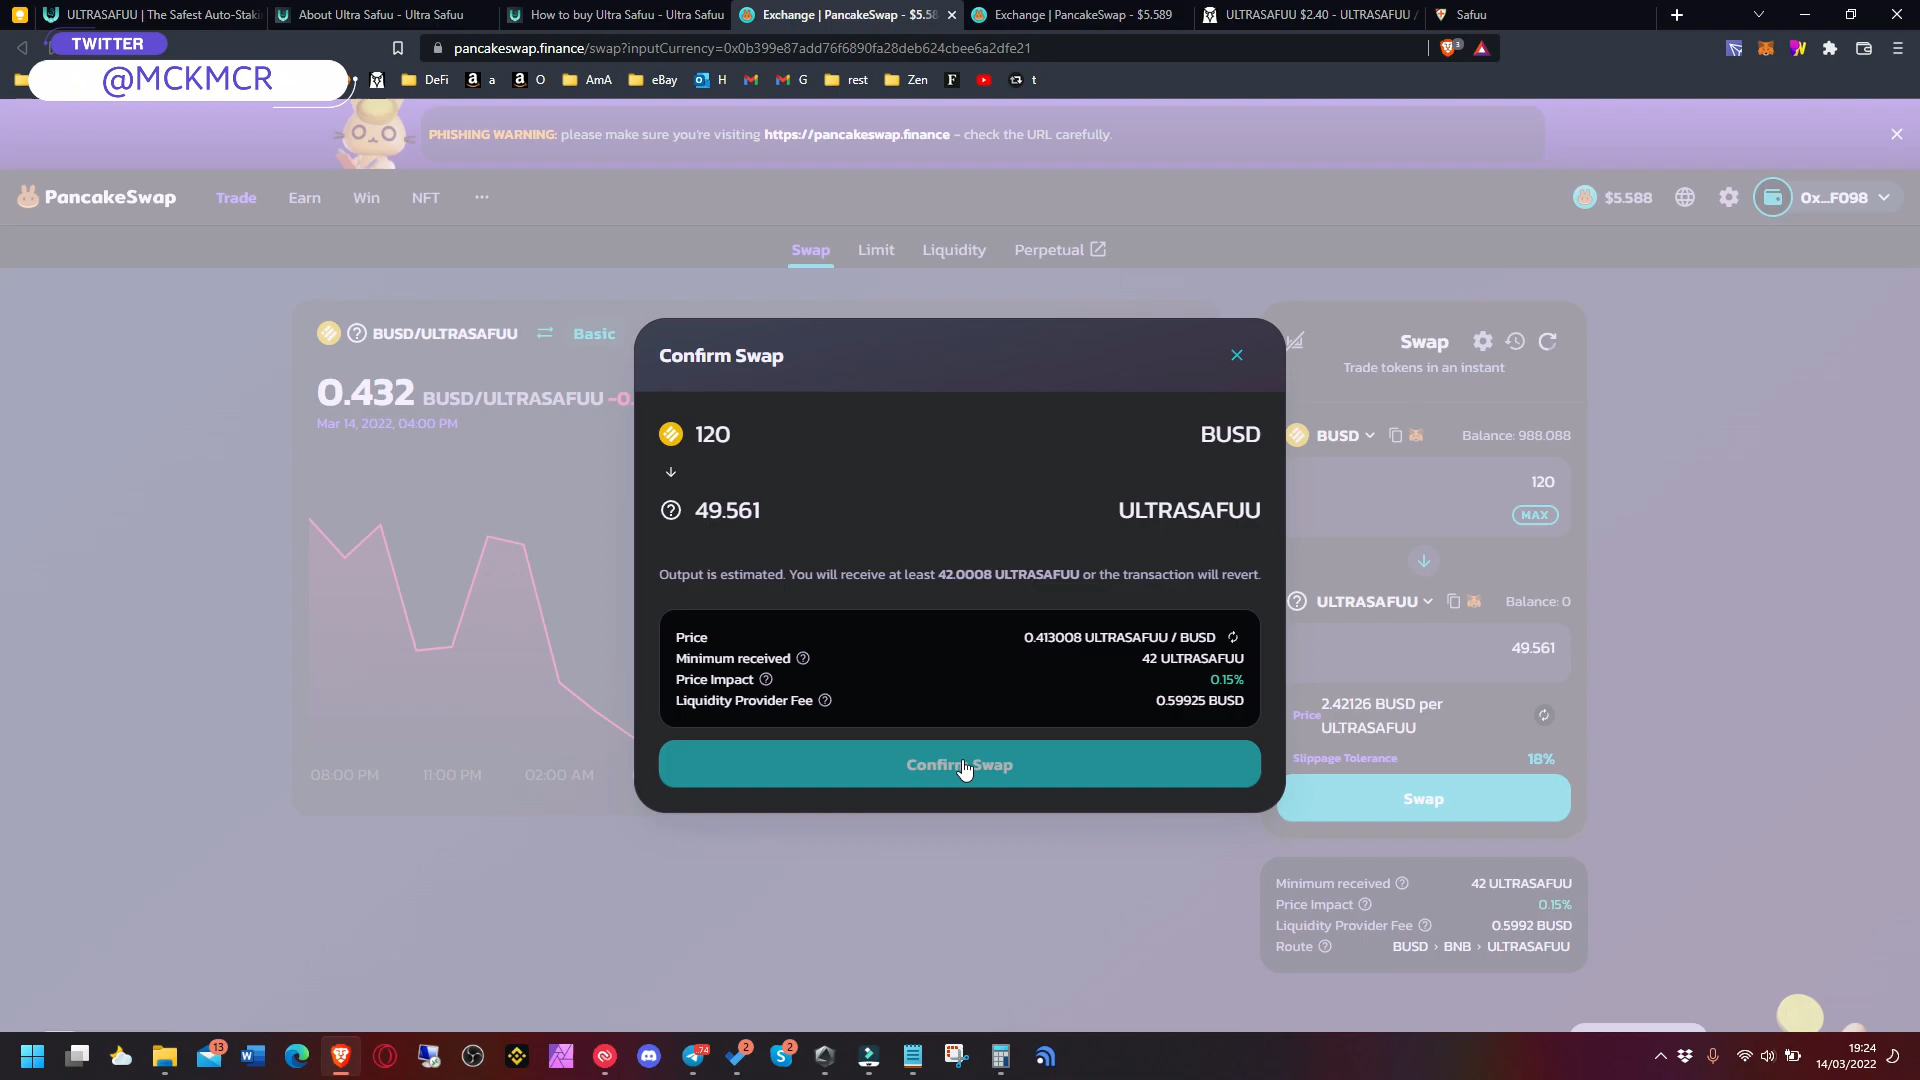 ULTRASAFUU | The Safest Auto-Staki
About Ultra Safuu - Ultra Safuu
How to buy Ultra Safuu - Ultra Safuu
Exchange | PancakeSwap - $5.58
Exchange | PancakeSwap - $5.589
ULTRASAFUU $2.40 - ULTRASAFUU /
Safuu
TWITTER
@MCKMCR
pancakeswap.finance/swap?inputCurrency=0x0b399e87add76f6890fa28deb624cbee6a2dfe21
3
DeFi
a
O
AmA
eBay
H
G
rest
Zen
t
PHISHING WARNING: please make sure you're visiting https://pancakeswap.finance - check the URL carefully.
PancakeSwap
Trade
Earn
Win
NFT
$5.588
0x...F098
Swap
Limit
Liquidity
Perpetual
BUSD/ULTRASAFUU
Basic
0.432 BUSD/ULTRASAFUU -0.
Mar 14, 2022, 04:00 PM
08:00 PM
11:00 PM
02:00 AM
Confirm Swap
120 BUSD
49.561 ULTRASAFUU
Output is estimated. You will receive at least 42.0008 ULTRASAFUU or the transaction will revert.
Price 0.413008 ULTRASAFUU / BUSD
Minimum received 42 ULTRASAFUU
Price Impact 0.15%
Liquidity Provider Fee 0.59925 BUSD
Confirm Swap
Swap
Trade tokens in an instant
BUSD Balance: 988.088
120
MAX
ULTRASAFUU Balance: 0
49.561
Price 2.42126 BUSD per
ULTRASAFUU
Slippage Tolerance 18%
Swap
Minimum received 42 ULTRASAFUU
Price Impact 0.15%
Liquidity Provider Fee 0.5992 BUSD
Route BUSD > BNB > ULTRASAFUU
13
74
2
2
19:24
14/03/2022